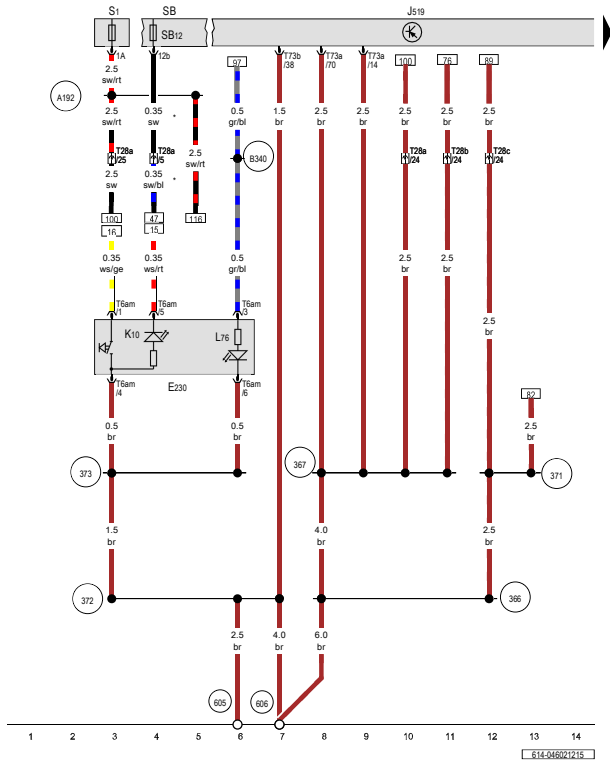 S1 SB J519
SB12
1A 12b T73b /38 T73a /70 T73a /14
97 100 76 89
2.5 sw/rt
A192
2.5 sw/rt 0.35 sw * 0.5 gr/bl 1.5 br 2.5 br 2.5 br 2.5 br 2.5 br 2.5 br
T28a /25 T28a /5 2.5 sw/rt B340 T28a /24 T28b /24 T28c /24
2.5 sw 0.35 sw/bl *
100 47 116
16 15
0.35 ws/ge 0.35 ws/rt 0.5 gr/bl 2.5 br 2.5 br
T6am /1 T6am /5 T6am /3
2.5 br
K10 L76
T6am /4 E230 T6am /6
82
0.5 br 0.5 br 2.5 br
373 367 371
1.5 br 4.0 br 2.5 br
372 366
2.5 br 4.0 br 6.0 br
605 606
1 2 3 4 5 6 7 8 9 10 11 12 13 14
614-046021215